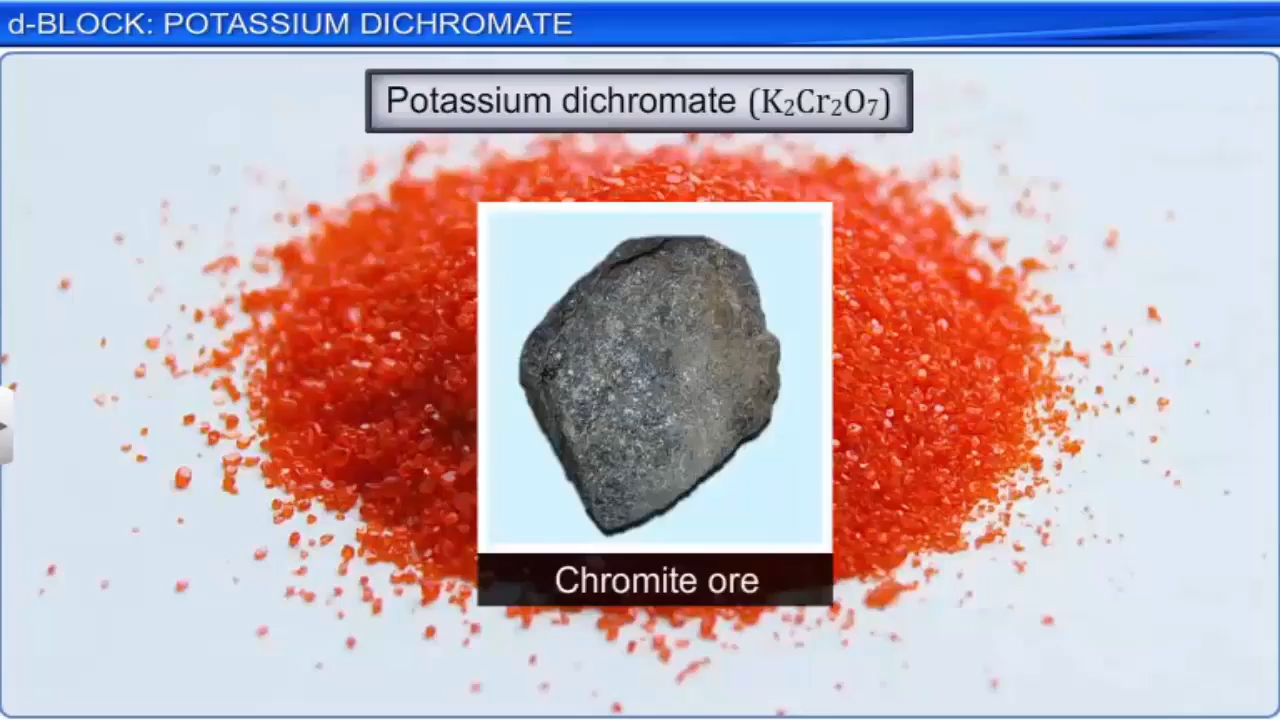 d-BLOCK: POTASSIUM DICHROMATE
Potassium dichromate (K₂Cr₂O₇)
Chromite ore